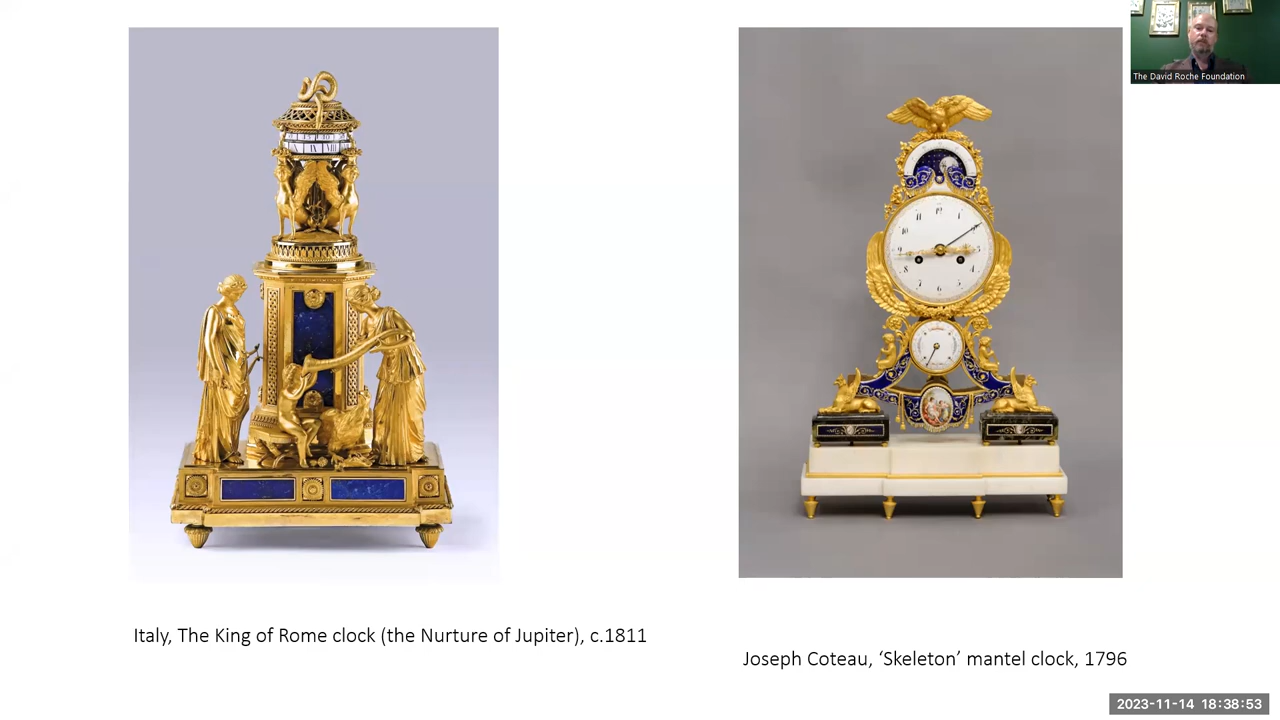 The David Roche Foundation
Italy, The King of Rome clock (the Nurture of Jupiter), c.1811
Joseph Coteau, ‘Skeleton’ mantel clock, 1796
2023-11-14 18:38:53